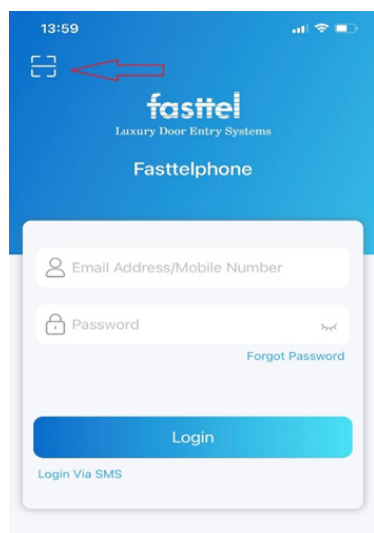 13:59
fasttel
Luxury Door Entry Systems
Fasttelphone
Email Address/Mobile Number
Password
Forgot Password
Login
Login Via SMS